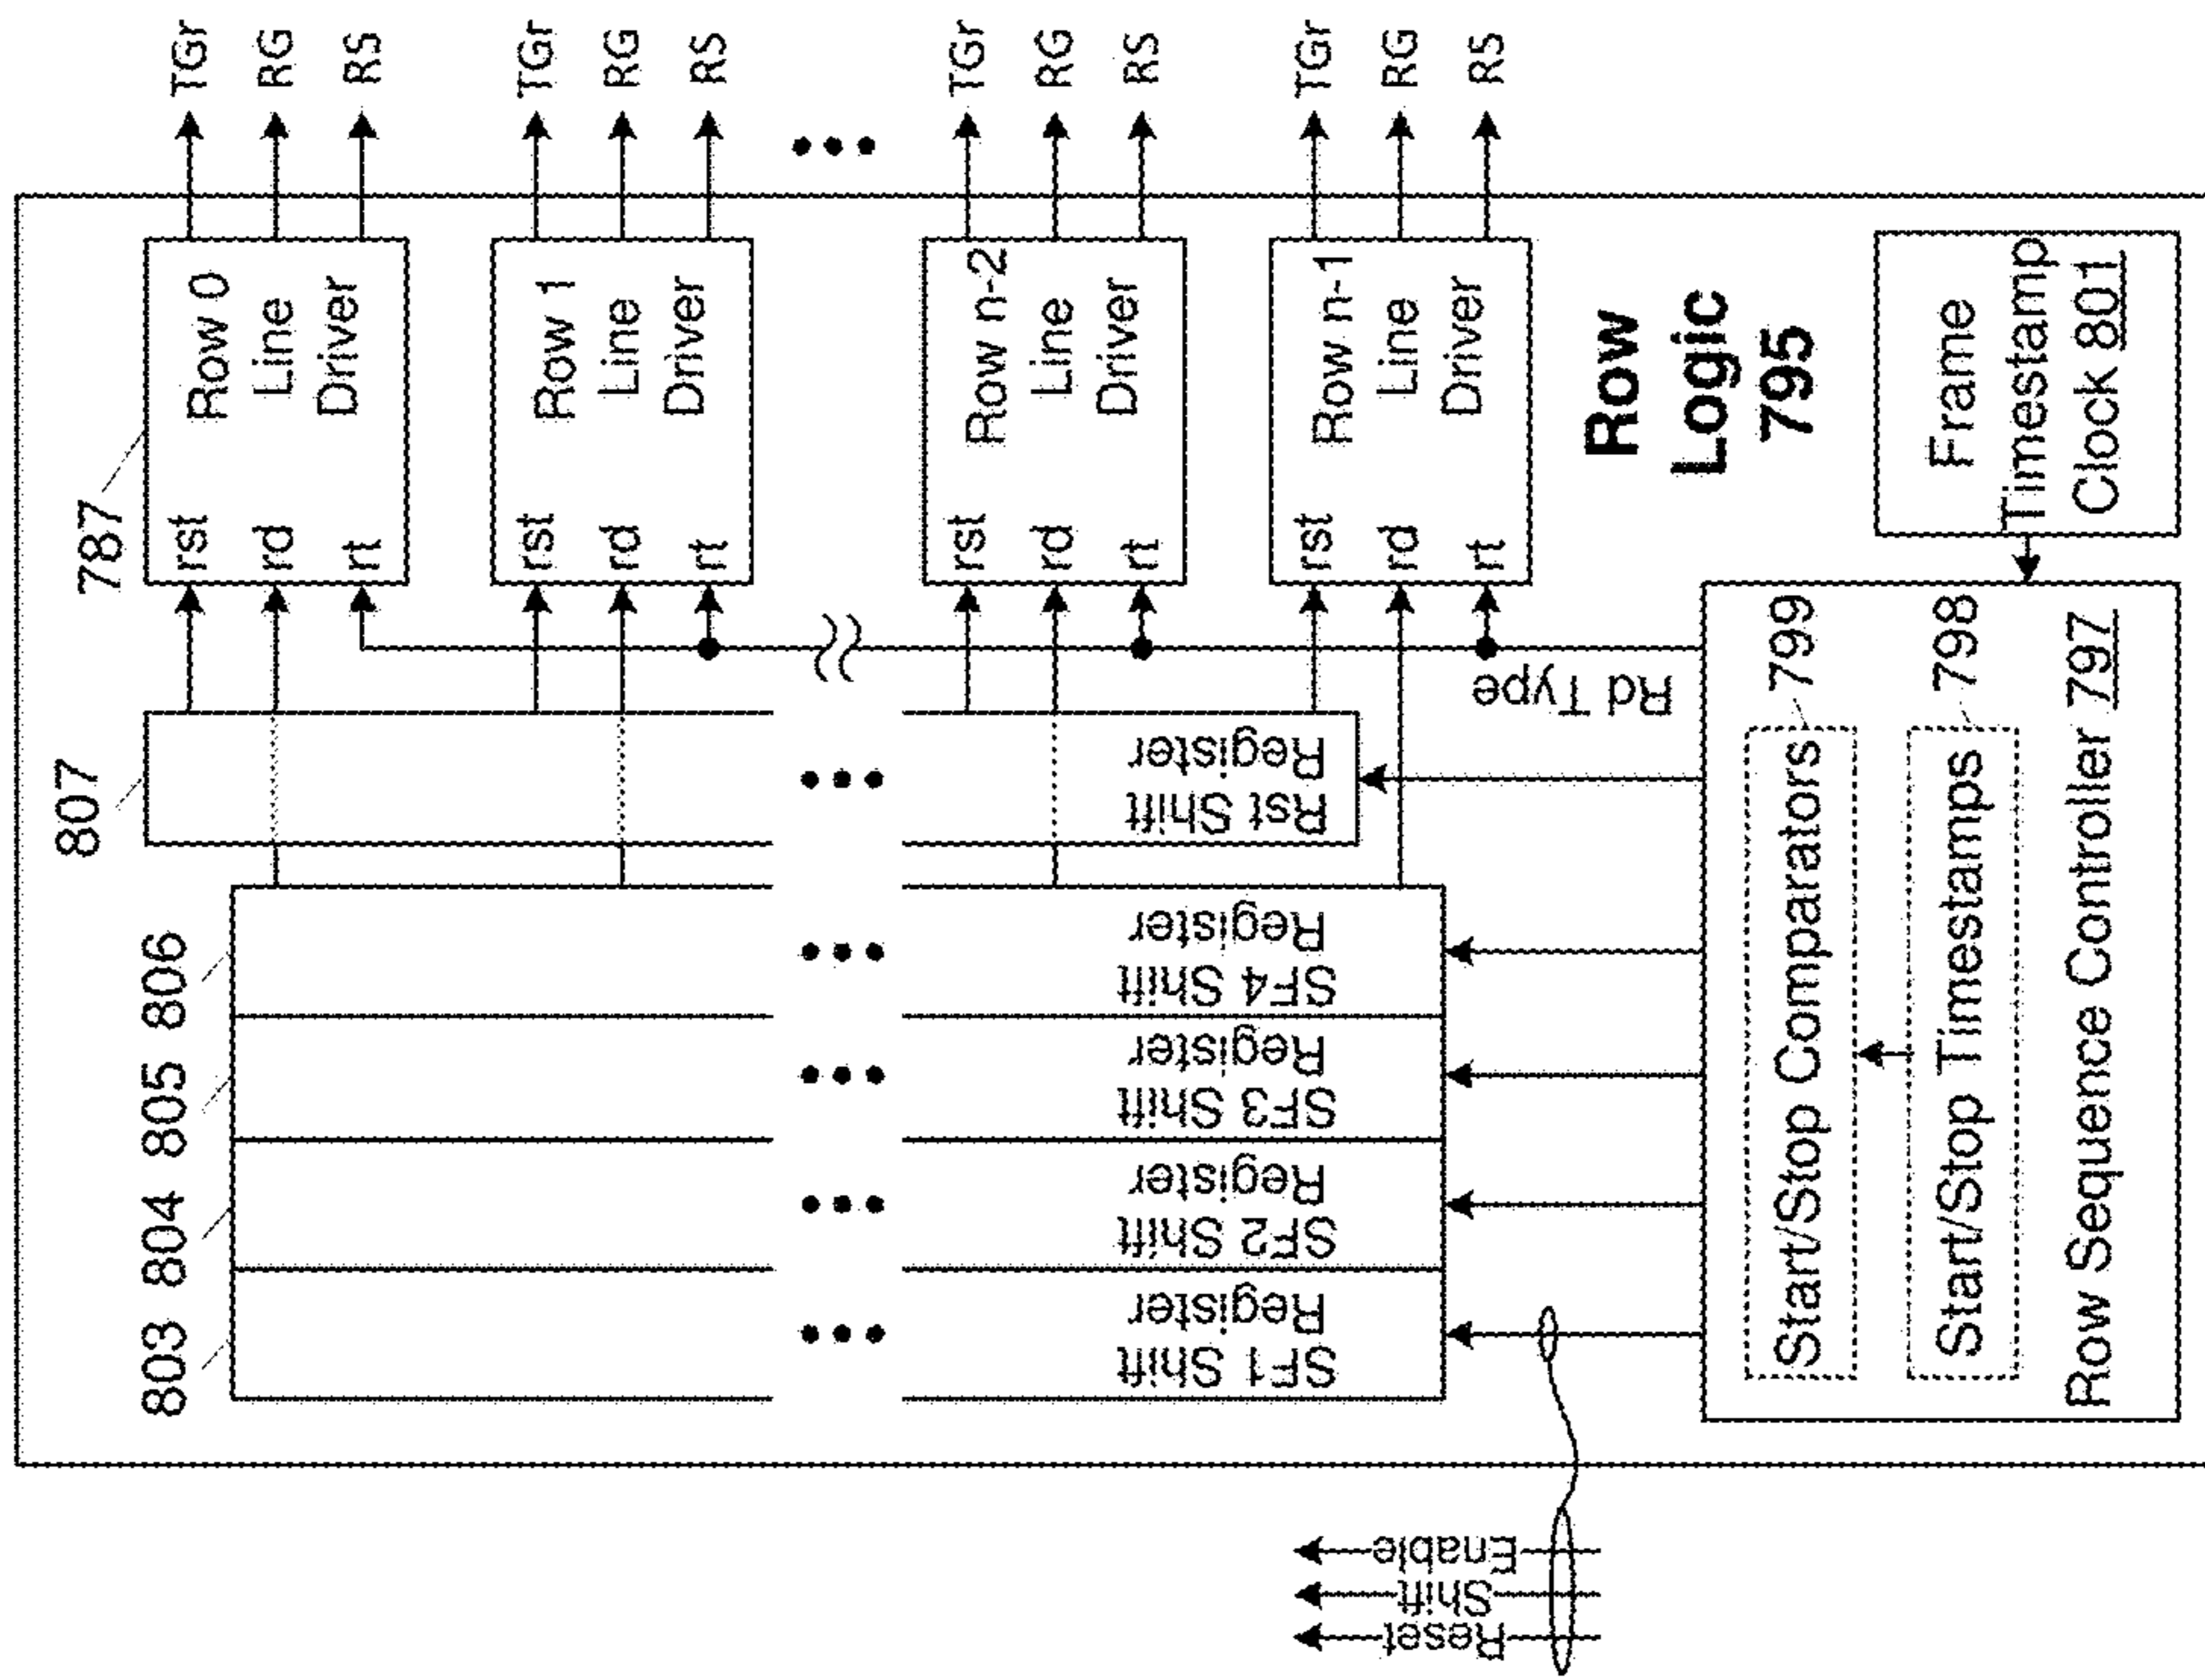 787
Row 0
Line
Driver
rst
rd
rt
TGr
RG
RS
Row 1
Line
Driver
rst
rd
rt
TGr
RG
RS
Row n-2
Line
Driver
rst
rd
rt
TGr
RG
RS
Row n-1
Line
Driver
rst
rd
rt
TGr
RG
RS
807
Rst Shift
Register
806
SF4 Shift
Register
805
SF3 Shift
Register
804
SF2 Shift
Register
803
SF1 Shift
Register
Rd Type
Reset
Shift
Enable
Row
Logic
795
Start/Stop Comparators
799
Start/Stop Timestamps
798
Row Sequence Controller 797
Frame
Timestamp
Clock 801